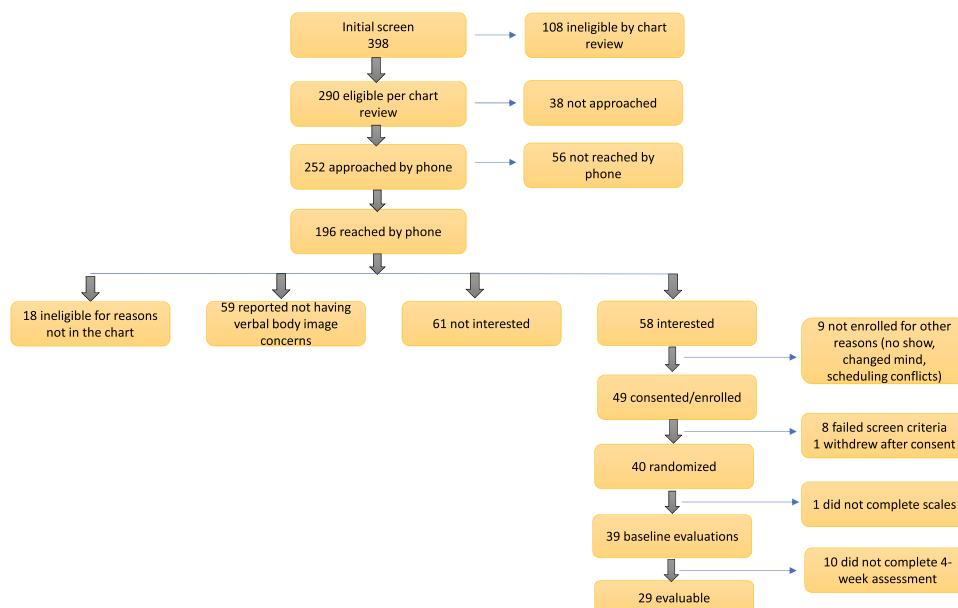 Initial screen
398
108 ineligible by chart
review
290 eligible per chart
review
38 not approached
252 approached by phone
56 not reached by
phone
196 reached by phone
18 ineligible for reasons
not in the chart
59 reported not having
verbal body image
concerns
61 not interested
58 interested
9 not enrolled for other
reasons (no show,
changed mind,
scheduling conflicts)
49 consented/enrolled
8 failed screen criteria
1 withdrew after consent
40 randomized
1 did not complete scales
39 baseline evaluations
10 did not complete 4-
week assessment
29 evaluable